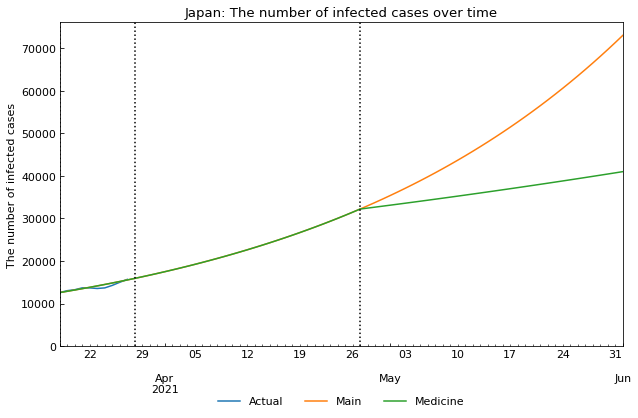 Japan: The number of infected cases over time
The number of infected cases
70000
60000
50000
40000
30000
20000
10000
0
22 29 05 12 19 26 03 10 17 24 31
Apr May Jun
2021
Actual Main Medicine